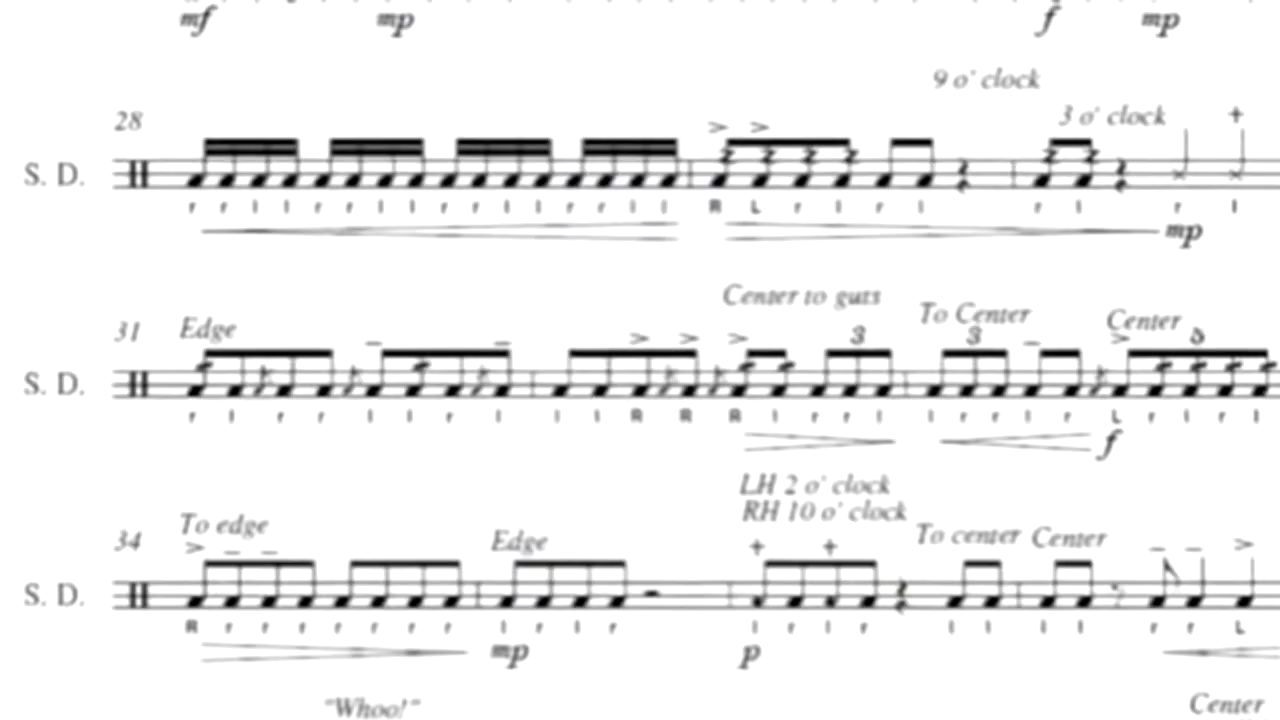 mf mp f mp
9 o' clock
3 o' clock
28
S. D.
r r l l r r l l r r l l r r l l R L r l r l r l r l
mp
Center to guts
31 Edge To Center Center
3 3
S. D.
r l r r l l r l l l R R R l r r l l r r l r L r l r l
f
LH 2 o' clock
RH 10 o' clock
34 To edge Edge To center Center
S. D.
R r r r r r r r l r l r l r l r l l l l r r L
mp p
"Whoo!" Center